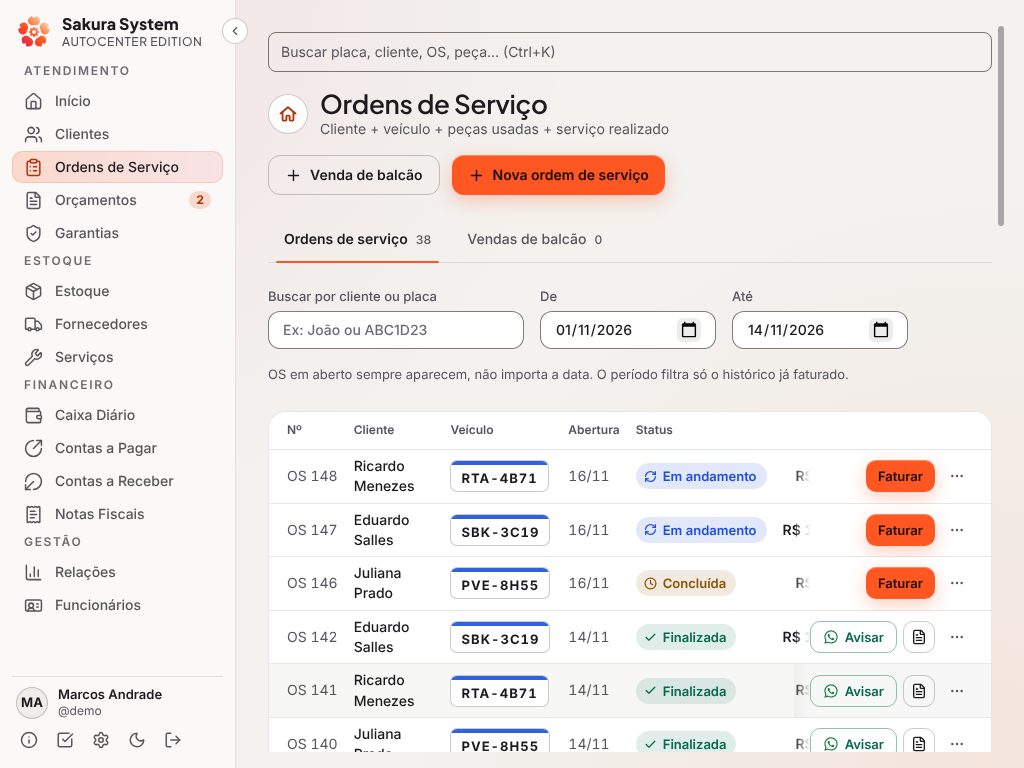 Sakura System
AUTOCENTER EDITION
ATENDIMENTO
Início
Clientes
Ordens de Serviço
Orçamentos 2
Garantias
ESTOQUE
Estoque
Fornecedores
Serviços
FINANCEIRO
Caixa Diário
Contas a Pagar
Contas a Receber
Notas Fiscais
GESTÃO
Relações
Funcionários
MA
Marcos Andrade
@demo
Buscar placa, cliente, OS, peça... (Ctrl+K)
Ordens de Serviço
Cliente + veículo + peças usadas + serviço realizado
+ Venda de balcão
+ Nova ordem de serviço
Ordens de serviço 38
Vendas de balcão 0
Buscar por cliente ou placa
De
Até
Ex: João ou ABC1D23
01/11/2026
14/11/2026
OS em aberto sempre aparecem, não importa a data. O período filtra só o histórico já faturado.
Nº Cliente Veículo Abertura Status
OS 148 Ricardo Menezes RTA-4B71 16/11 Em andamento R$ Faturar ...
OS 147 Eduardo Salles SBK-3C19 16/11 Em andamento R$ Faturar ...
OS 146 Juliana Prado PVE-8H55 16/11 Concluída R$ Faturar ...
OS 142 Eduardo Salles SBK-3C19 14/11 Finalizada R$ Avisar ...
OS 141 Ricardo Menezes RTA-4B71 14/11 Finalizada R$ Avisar ...
OS 140 Juliana Prado PVE-8H55 14/11 Finalizada R$ Avisar ...